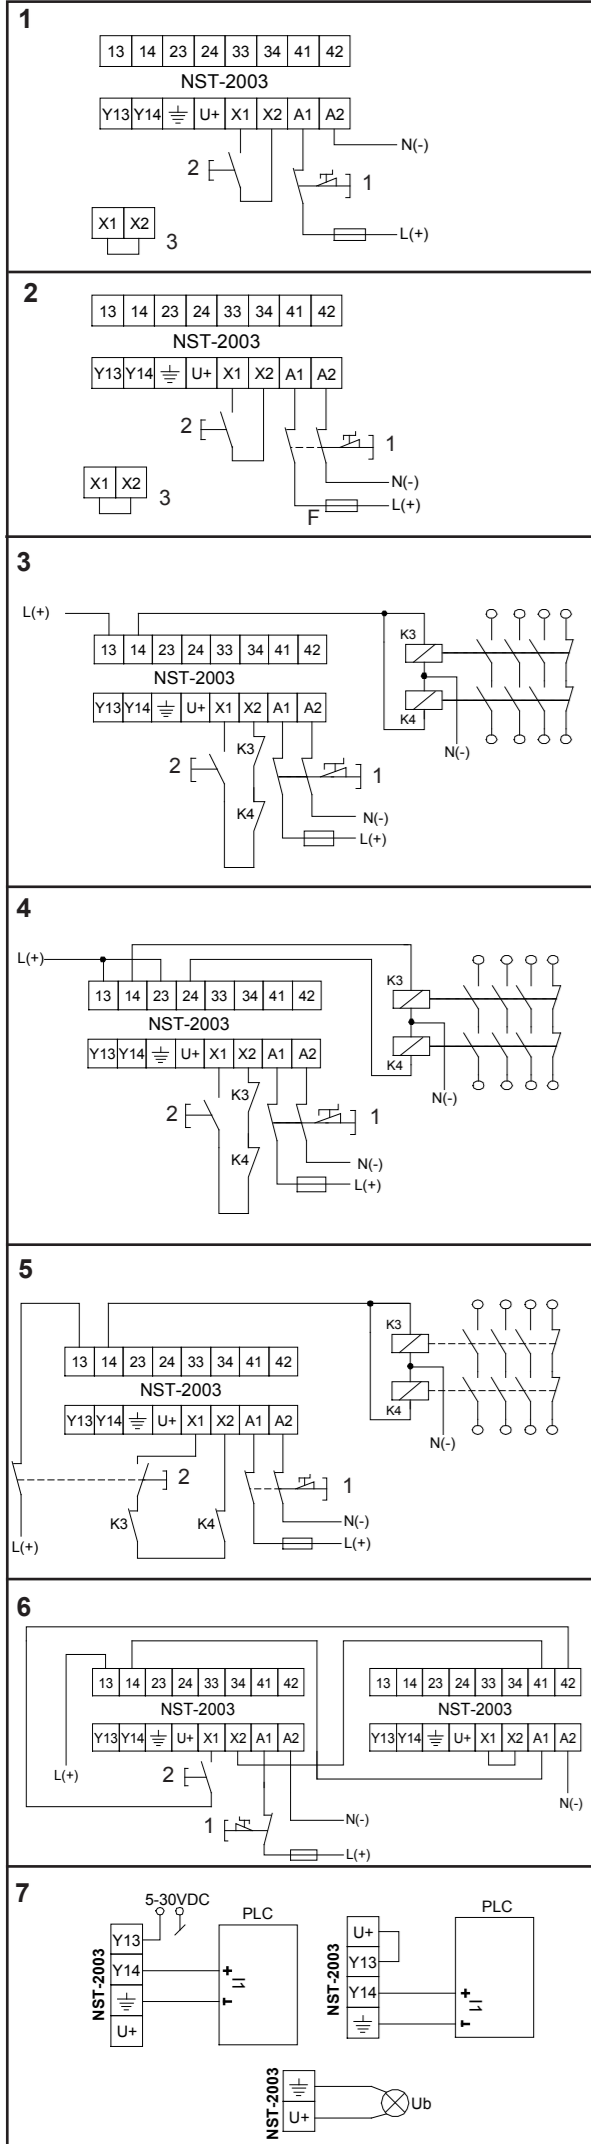 1
13 14 23 24 33 34 41 42
NST-2003
Y13 Y14 U+ X1 X2 A1 A2
N(-)
2
1
X1 X2
3
L(+)
2
13 14 23 24 33 34 41 42
NST-2003
Y13 Y14 U+ X1 X2 A1 A2
2
1
X1 X2
3
N(-)
F
L(+)
3
L(+)
13 14 23 24 33 34 41 42
K3
NST-2003
Y13 Y14 U+ X1 X2 A1 A2
K4
N(-)
2
K3
1
K4
N(-)
L(+)
4
L(+)
13 14 23 24 33 34 41 42
K3
NST-2003
Y13 Y14 U+ X1 X2 A1 A2
K4
N(-)
K3
2
1
K4
N(-)
L(+)
5
K3
13 14 23 24 33 34 41 42
NST-2003
K4
Y13 Y14 U+ X1 X2 A1 A2
N(-)
2
1
K3
K4
N(-)
L(+)
L(+)
6
13 14 23 24 33 34 41 42
13 14 23 24 33 34 41 42
NST-2003
NST-2003
Y13 Y14 U+ X1 X2 A1 A2
Y13 Y14 U+ X1 X2 A1 A2
L(+)
2
N(-)
1
N(-)
L(+)
7
5-30VDC
PLC
NST-2003
Y13
Y14
U+
+
I1
-
PLC
NST-2003
U+
Y13
Y14
+
I1
-
NST-2003
U+
Ub